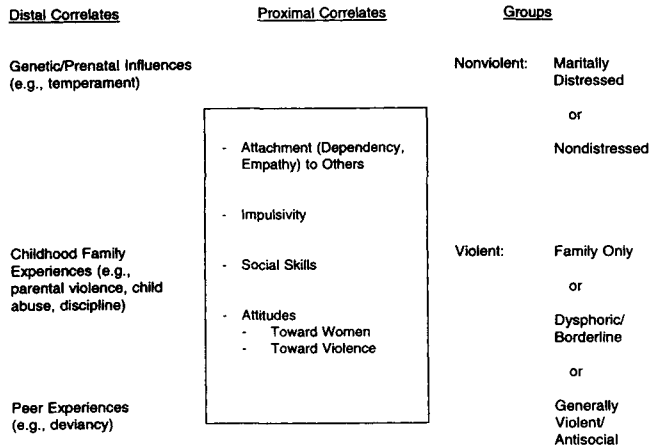 Distal Correlates
Proximal Correlates
Groups
Genetic/Prenatal Influences
(e.g., temperament)
Childhood Family
Experiences (e.g.,
parental violence, child
abuse, discipline)
Peer Experiences
(e.g., deviancy)
- Attachment (Dependency,
Empathy) to Others
- Impulsivity
- Social Skills
- Attitudes
- Toward Women
- Toward Violence
Nonviolent: Maritally
Distressed
or
Nondistressed
Violent: Family Only
or
Dysphoric/
Borderline
or
Generally
Violent/
Antisocial